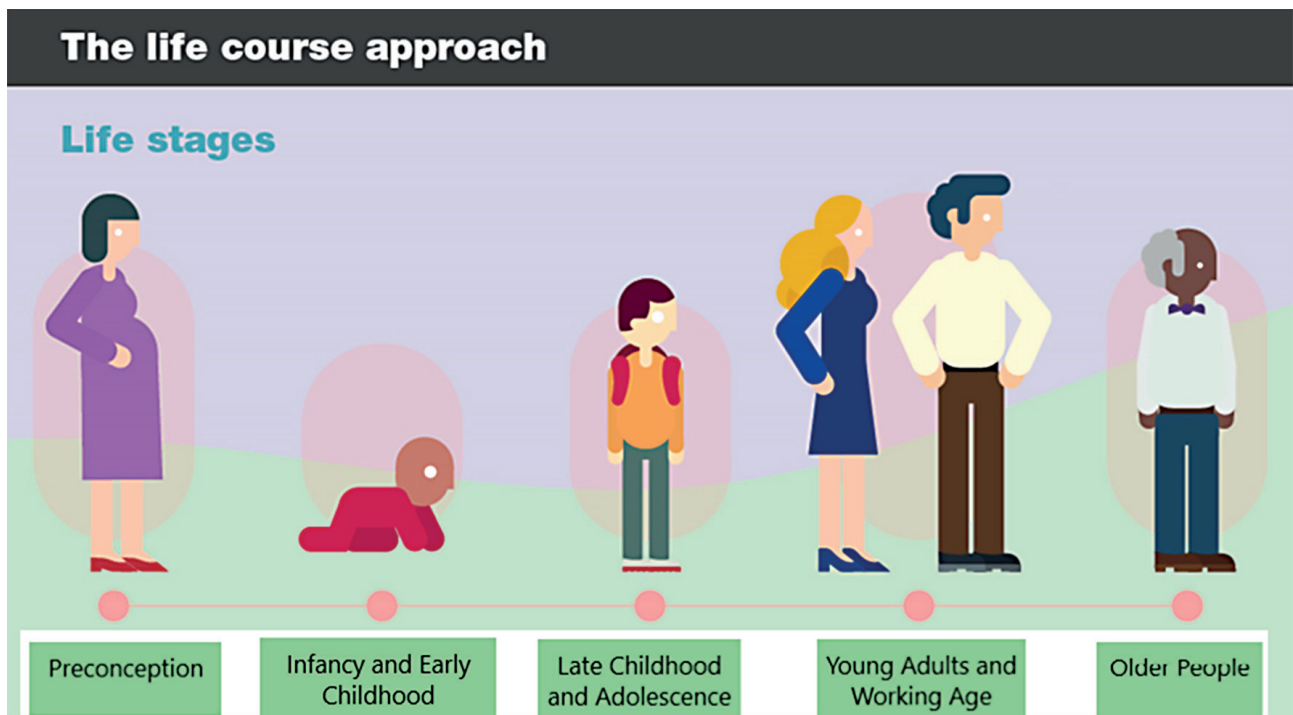 The life course approach
Life stages
Preconception
Infancy and Early
Childhood
Late Childhood
and Adolescence
Young Adults and
Working Age
Older People